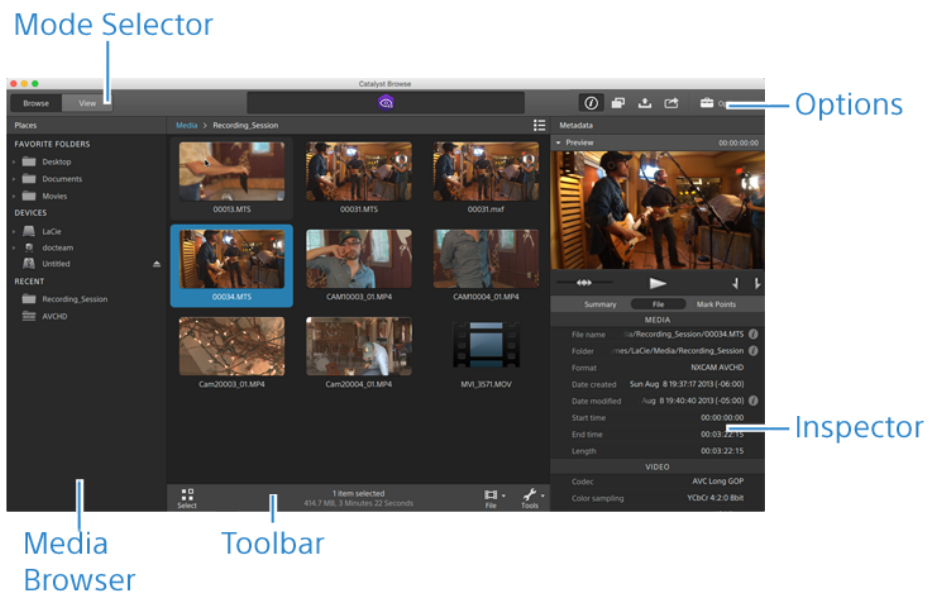 Mode Selector
Catalyst Browse
Browse
View
Options
Places
Media > Recording_Session
Metadata
FAVORITE FOLDERS
Desktop
Documents
Movies
DEVICES
LaCie
docteam
Untitled
RECENT
Recording_Session
AVCHD
00013.MTS
00031.MTS
00031.mxf
00034.MTS
CAM10003_01.MP4
CAM10004_01.MP4
Cam20003_01.MP4
Cam20004_01.MP4
MVI_3571.MOV
Preview
00:00:00:00
Summary
File
Mark Points
MEDIA
File name
ia/Recording_Session/00034.MTS
Folder
mes/LaCie/Media/Recording_Session
Format
NXCAM AVCHD
Date created
Sun Aug 8 19:37:17 2013 (-06:00)
Date modified
Aug 8 19:40:40 2013 (-05:00)
Start time
00:00:00:00
End time
00:03:22:15
Length
00:03:22:15
Inspector
VIDEO
Codec
AVC Long GOP
Color sampling
YCbCr 4:2:0 8bit
Select
1 item selected
414.7 MB, 3 Minutes 22 Seconds
File
Tools
Media
Browser
Toolbar